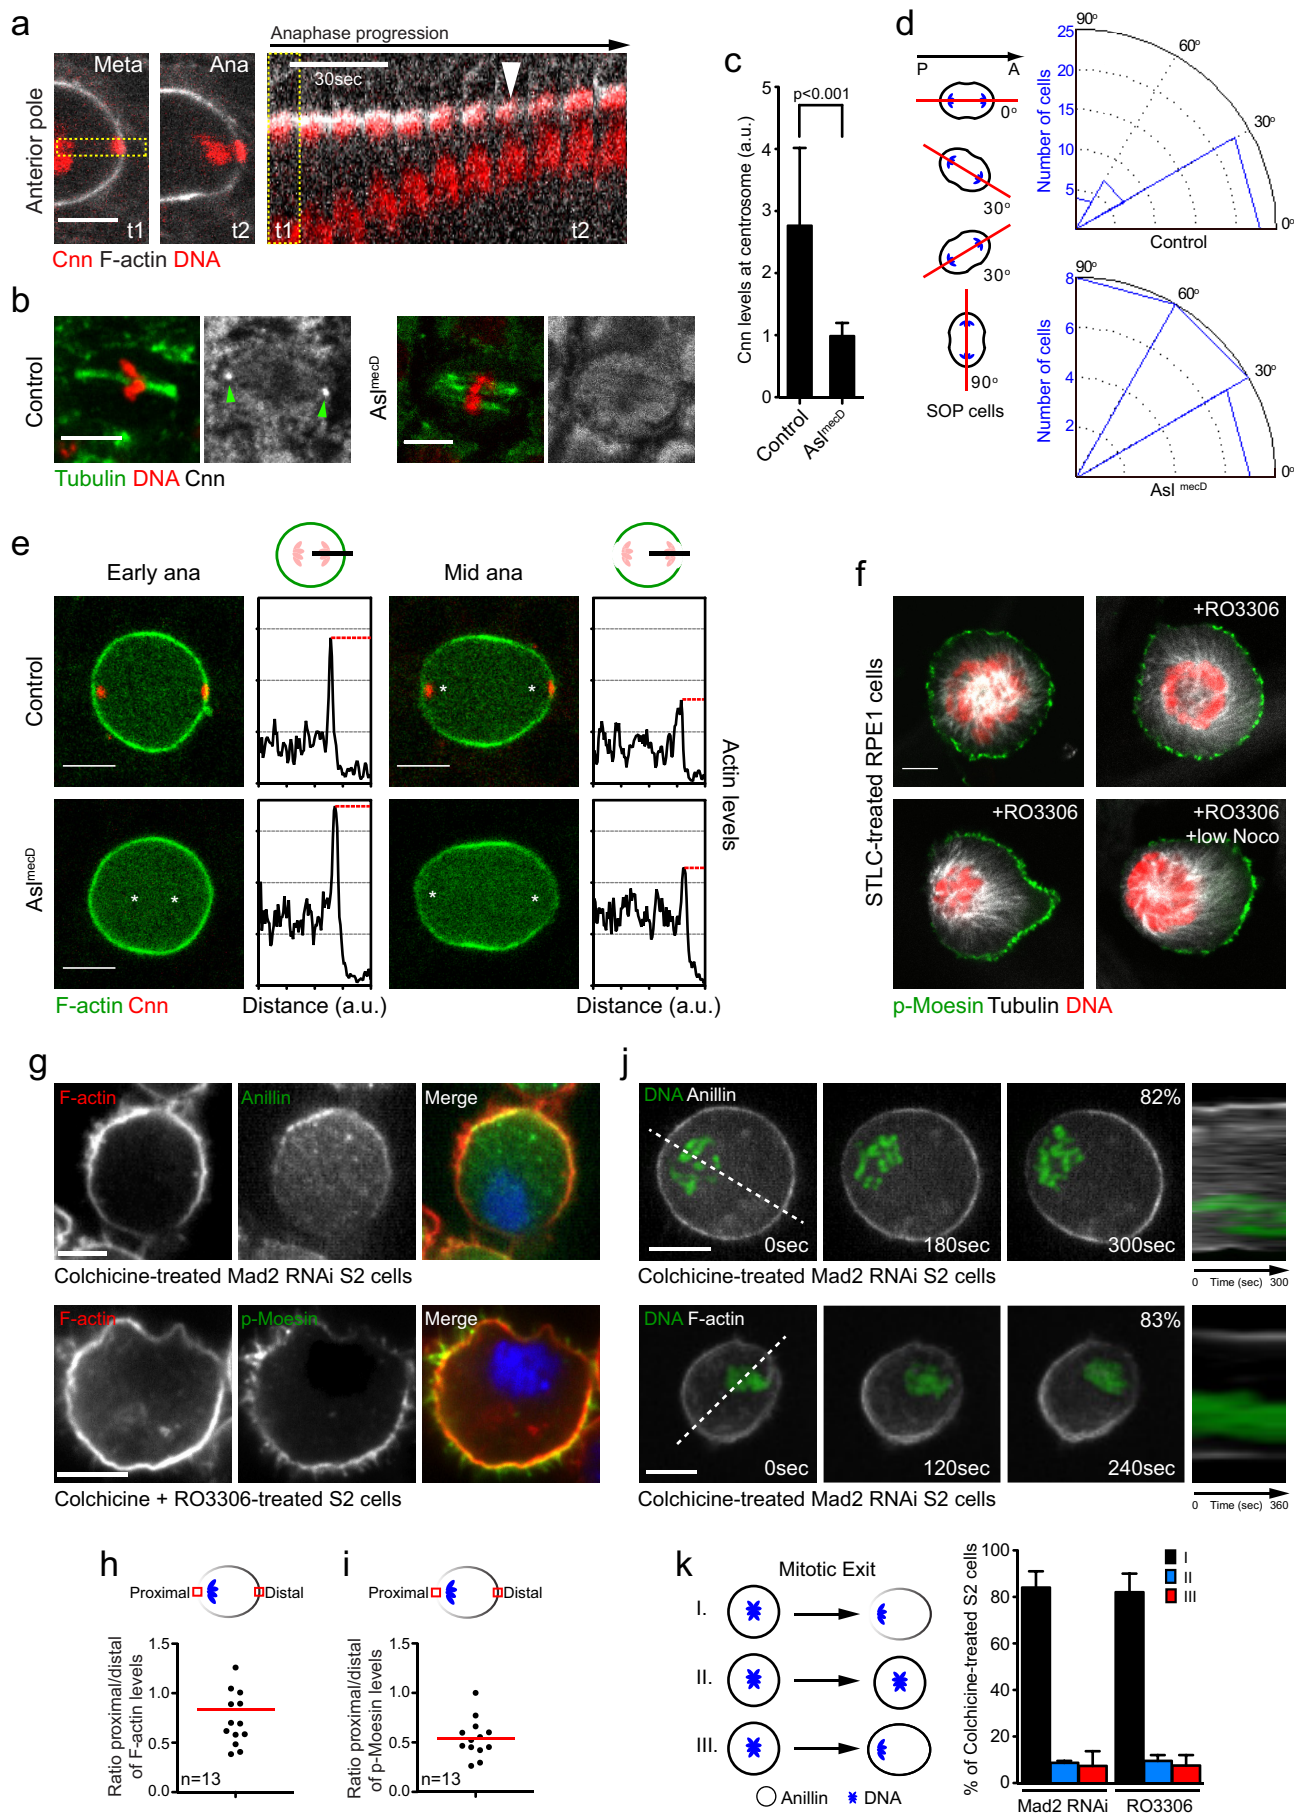 a
Anaphase progression
Meta
Ana
30sec
Anterior pole
t1
t2
t1
t2
Cnn F-actin DNA
b
Control
Asl^mecD
Tubulin DNA Cnn
c
p<0.001
Cnn levels at centrosome (a.u.)
5
4
3
2
1
0
Control
Asl^mecD
d
P
A
0°
30°
30°
90°
SOP cells
Number of cells
25
20
15
10
5
90°
60°
30°
0°
Control
Number of cells
8
6
4
2
90°
60°
30°
0°
Asl ^mecD
e
Early ana
Mid ana
Control
Asl^mecD
Actin levels
F-actin Cnn
Distance (a.u.)
Distance (a.u.)
f
STLC-treated RPE1 cells
+RO3306
+RO3306
+RO3306
+low Noco
p-Moesin Tubulin DNA
g
F-actin
Anillin
Merge
Colchicine-treated Mad2 RNAi S2 cells
F-actin
p-Moesin
Merge
Colchicine + RO3306-treated S2 cells
j
DNA Anillin
82%
0sec
180sec
300sec
0 Time (sec) 300
Colchicine-treated Mad2 RNAi S2 cells
DNA F-actin
83%
0sec
120sec
240sec
0 Time (sec) 360
Colchicine-treated Mad2 RNAi S2 cells
h
Proximal
Distal
Ratio proximal/distal
of F-actin levels
1.5
1.0
0.5
0.0
n=13
i
Proximal
Distal
Ratio proximal/distal
of p-Moesin levels
1.5
1.0
0.5
0.0
n=13
k
Mitotic Exit
I.
II.
III.
Anillin
DNA
% of Colchicine-treated S2 cells
100
80
60
40
20
0
I
II
III
Mad2 RNAi
RO3306